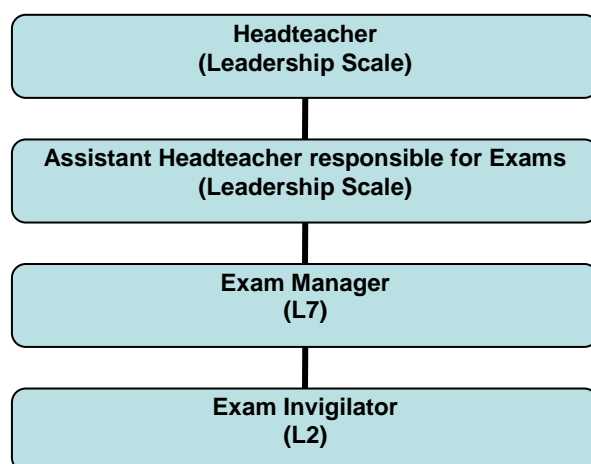 Headteacher
(Leadership Scale)
Assistant Headteacher responsible for Exams
(Leadership Scale)
Exam Manager
(L7)
Exam Invigilator
(L2)